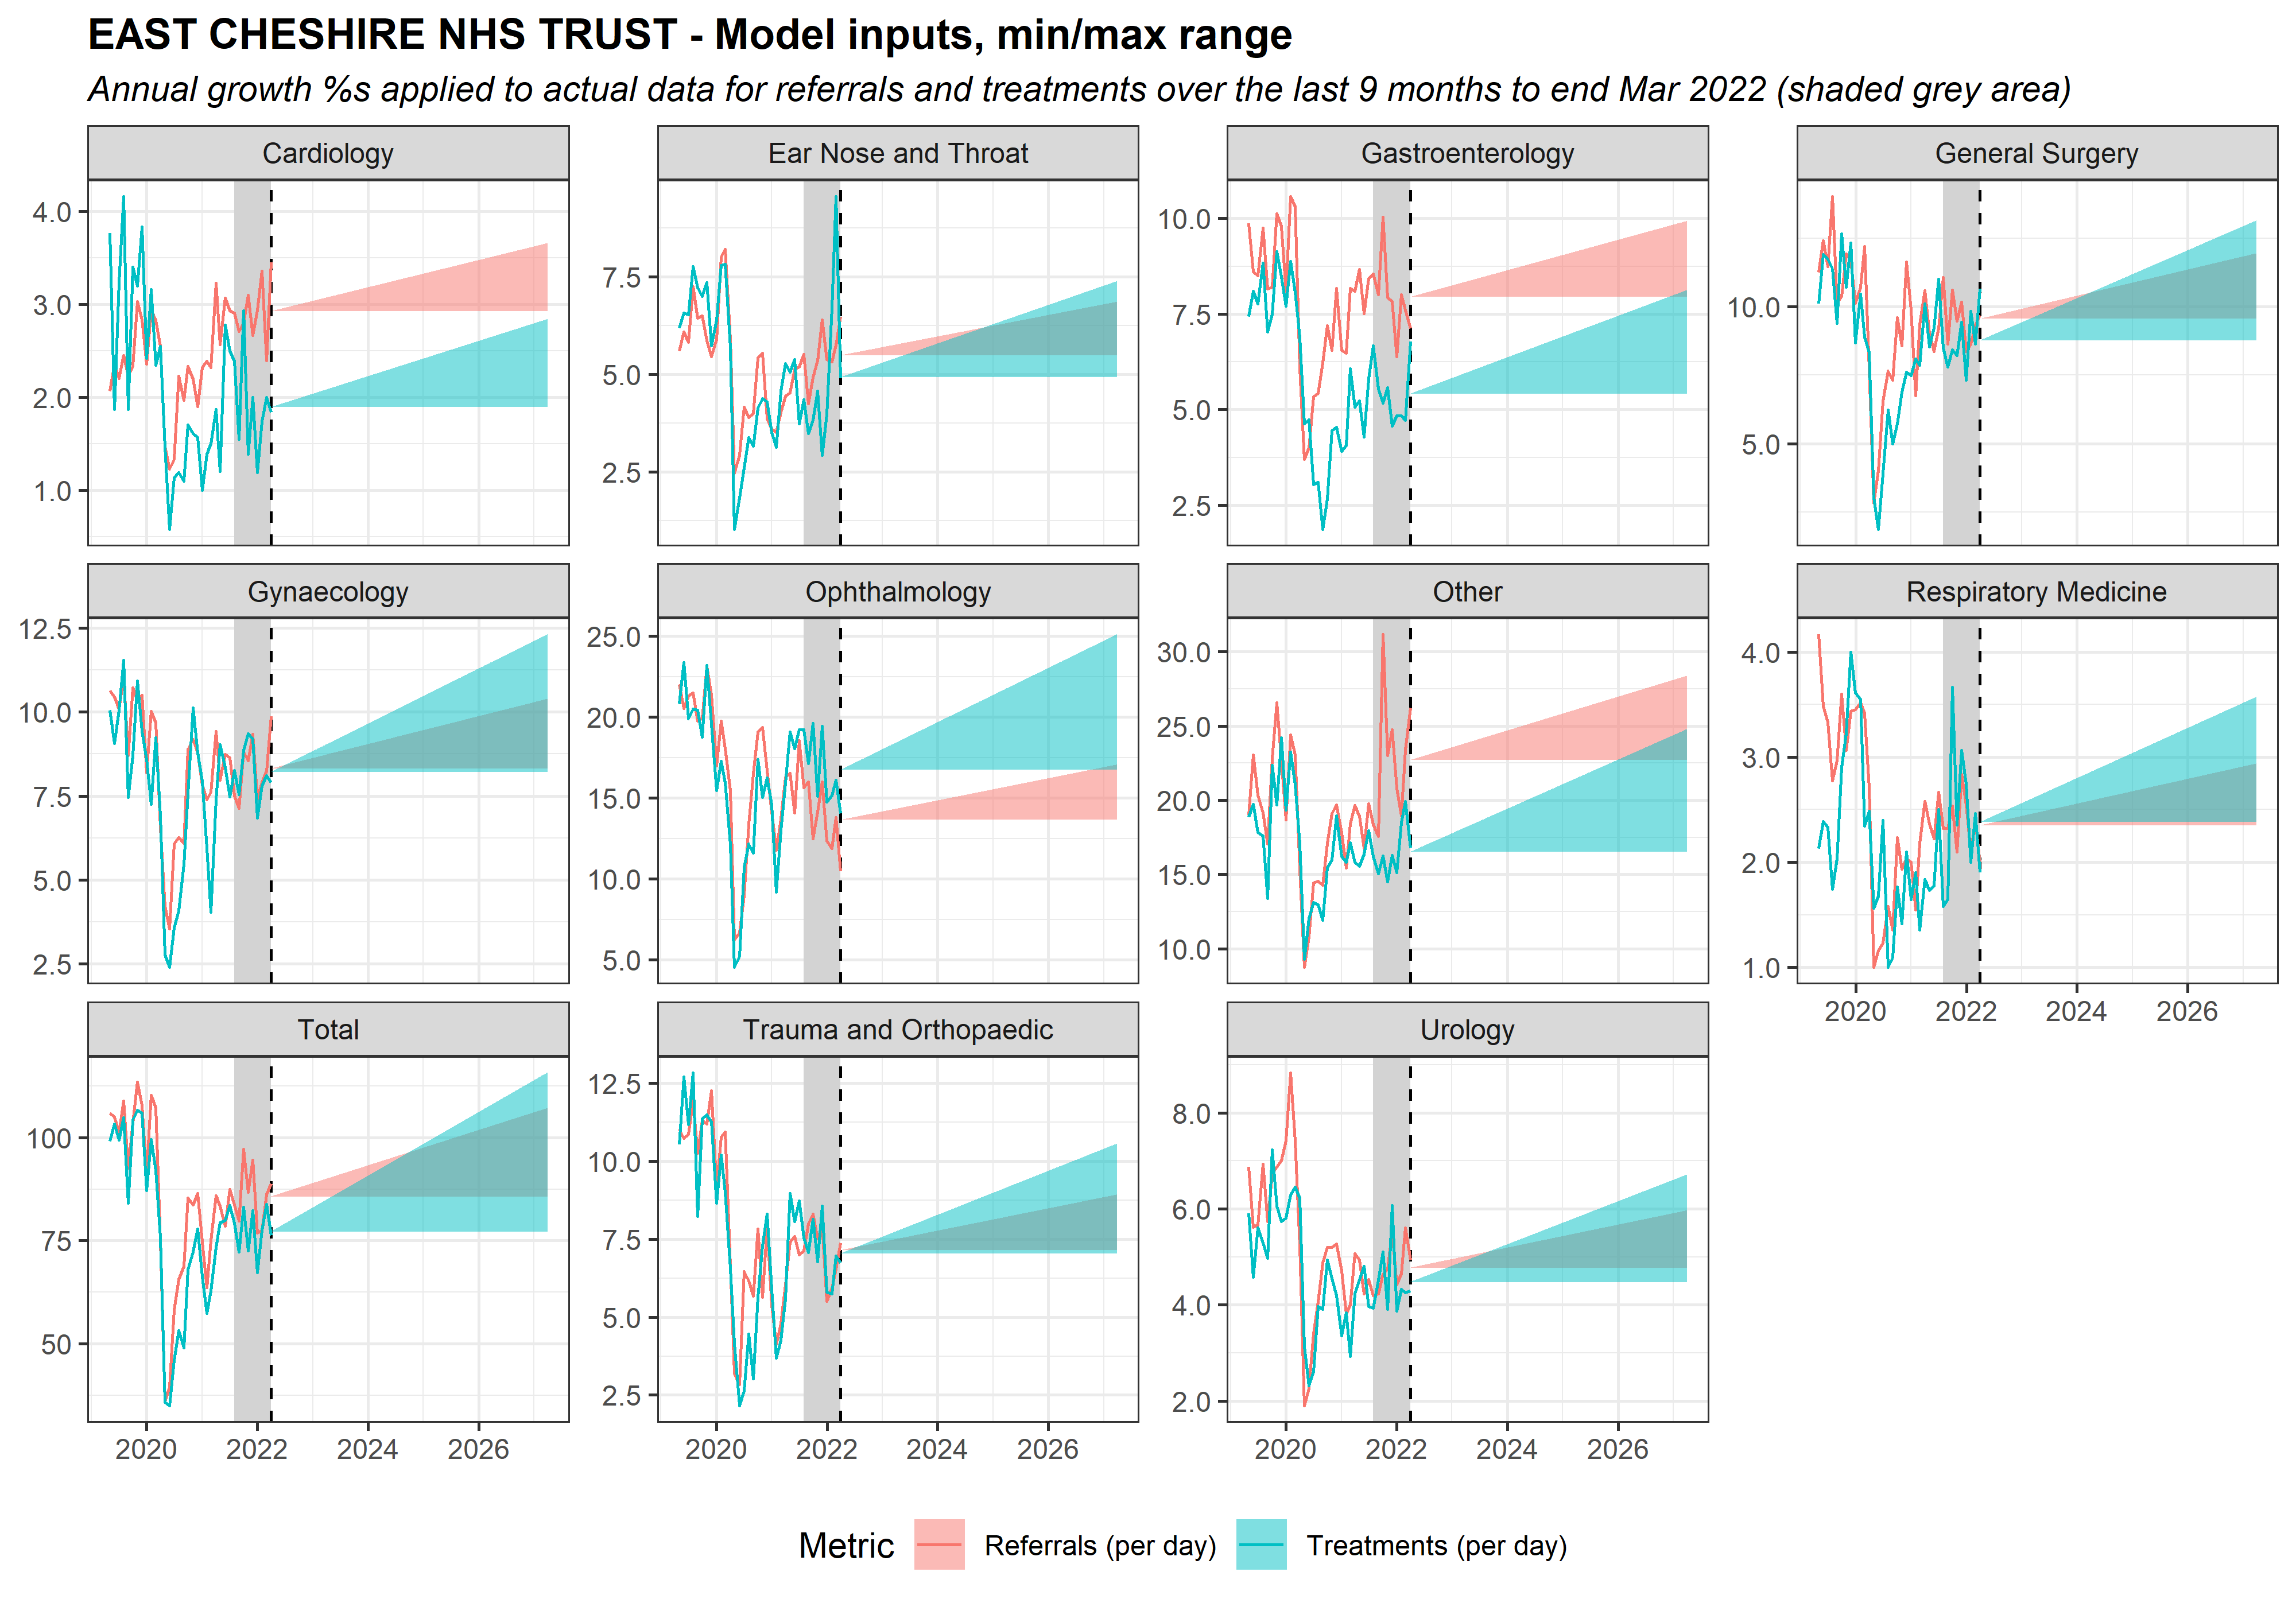 EAST CHESHIRE NHS TRUST - Model inputs, min/max range
Annual growth %s applied to actual data for referrals and treatments over the last 9 months to end Mar 2022 (shaded grey area)
Cardiology
4.0
3.0
2.0
1.0
Ear Nose and Throat
7.5
5.0
2.5
Gastroenterology
10.0
7.5
5.0
2.5
General Surgery
10.0
5.0
Gynaecology
12.5
10.0
7.5
5.0
2.5
Ophthalmology
25.0
20.0
15.0
10.0
5.0
Other
30.0
25.0
20.0
15.0
10.0
Respiratory Medicine
4.0
3.0
2.0
1.0
2020 2022 2024 2026
Total
100
75
50
2020 2022 2024 2026
Trauma and Orthopaedic
12.5
10.0
7.5
5.0
2.5
2020 2022 2024 2026
Urology
8.0
6.0
4.0
2.0
2020 2022 2024 2026
Metric Referrals (per day) Treatments (per day)